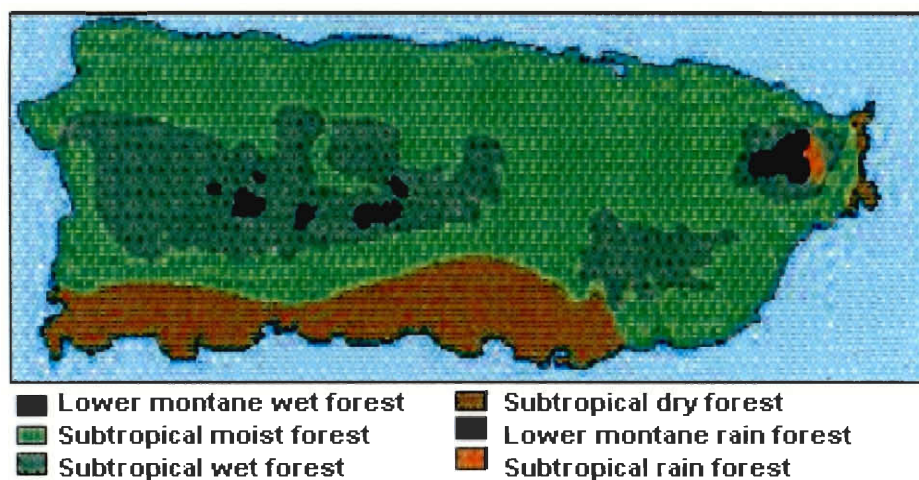 Lower montane wet forest
Subtropical moist forest
Subtropical wet forest
Subtropical dry forest
Lower montane rain forest
Subtropical rain forest